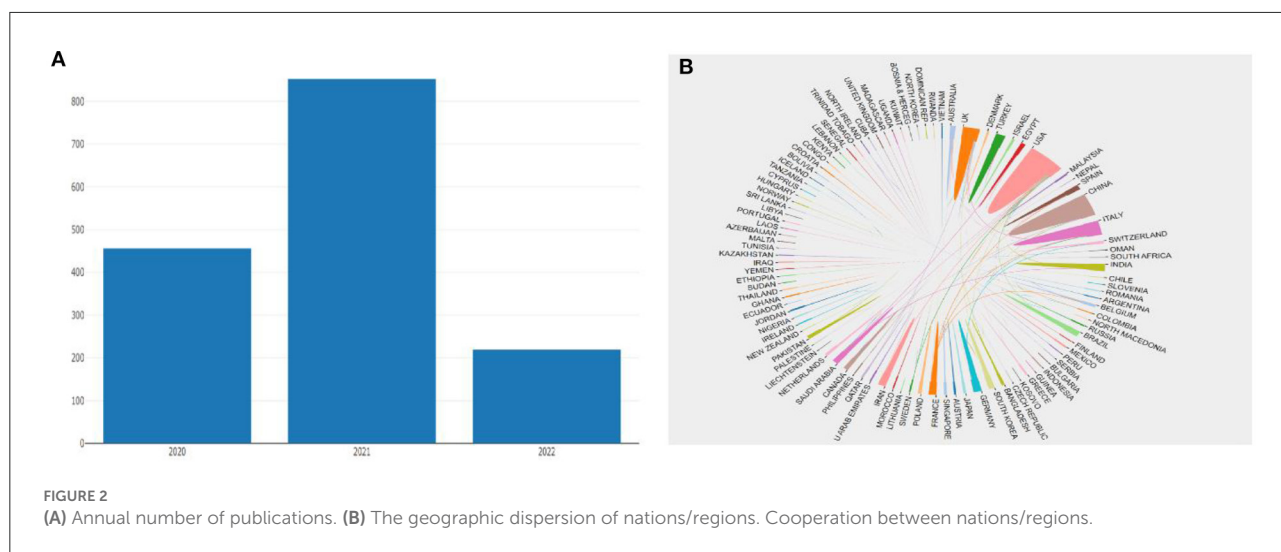 A
800
700
600
500
400
300
200
100
0
2020
2021
2022
B
AUSTRALIA
UK
DENMARK
TURKEY
ISRAEL
EGYPT
USA
MALAYSIA
NEPAL
SPAIN
CHINA
ITALY
SWITZERLAND
OMAN
SOUTH AFRICA
INDIA
CHILE
SLOVENIA
ROMANIA
ARGENTINA
BELGIUM
COLOMBIA
NORTH MACEDONIA
RUSSIA
BRAZIL
FINLAND
MEXICO
PERU
SERBIA
BULGARIA
INDONESIA
GUINEA
GREECE
KOSOVO
CZECH REPUBLIC
BANGLADESH
SOUTH KOREA
GERMANY
JAPAN
AUSTRIA
SINGAPORE
FRANCE
POLAND
SWEDEN
LITHUANIA
MOROCCO
IRAN
U ARAB EMIRATES
QATAR
PHILIPPINES
CANADA
SAUDI ARABIA
NETHERLANDS
LIECHTENSTEIN
PALESTINE
PAKISTAN
NEW ZEALAND
IRELAND
NIGERIA
JORDAN
ECUADOR
GHANA
THAILAND
SUDAN
ETHIOPIA
YEMEN
IRAQ
KAZAKHSTAN
TUNISIA
MALTA
AZERBAIJAN
LAOS
PORTUGAL
LIBYA
SRI LANKA
NORWAY
HUNGARY
CYPRUS
TANZANIA
ICELAND
BOLIVIA
CROATIA
CONGO
KENYA
LEBANON
SENEGAL
TRINIDAD TOBAGO
NORTH IRELAND
CUBA
UNITED KINGDOM
MADAGASCAR
UGANDA
KUWAIT
BOSNIA & HERCEG
NORTH KOREA
DOMINICAN REP
RWANDA
VIETNAM
FIGURE 2
(A) Annual number of publications. (B) The geographic dispersion of nations/regions. Cooperation between nations/regions.